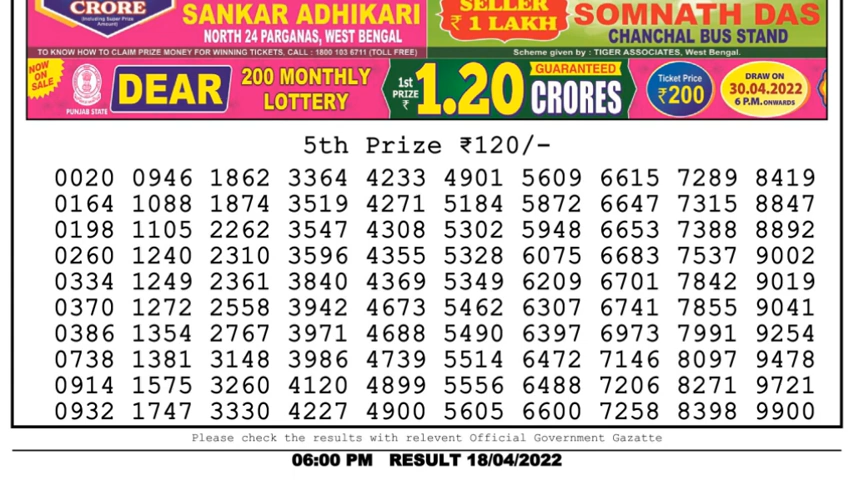 CRORE
(Including Super Prize Amount)
SANKAR ADHIKARI
NORTH 24 PARGANAS, WEST BENGAL
SELLER
₹ 1 LAKH
SOMNATH DAS
CHANCHAL BUS STAND
TO KNOW HOW TO CLAIM PRIZE MONEY FOR WINNING TICKETS, CALL : 1800 103 6711 (TOLL FREE)
Scheme given by : TIGER ASSOCIATES, West Bengal.
NOW ON SALE
PUNJAB STATE
DEAR
200 MONTHLY
LOTTERY
1st PRIZE ₹
1.20
GUARANTEED
CRORES
Ticket Price
₹200
DRAW ON
30.04.2022
6 P.M. ONWARDS
5th Prize ₹120/-
0020 0946 1862 3364 4233 4901 5609 6615 7289 8419
0164 1088 1874 3519 4271 5184 5872 6647 7315 8847
0198 1105 2262 3547 4308 5302 5948 6653 7388 8892
0260 1240 2310 3596 4355 5328 6075 6683 7537 9002
0334 1249 2361 3840 4369 5349 6209 6701 7842 9019
0370 1272 2558 3942 4673 5462 6307 6741 7855 9041
0386 1354 2767 3971 4688 5490 6397 6973 7991 9254
0738 1381 3148 3986 4739 5514 6472 7146 8097 9478
0914 1575 3260 4120 4899 5556 6488 7206 8271 9721
0932 1747 3330 4227 4900 5605 6600 7258 8398 9900
Please check the results with relevent Official Government Gazatte
06:00 PM RESULT 18/04/2022